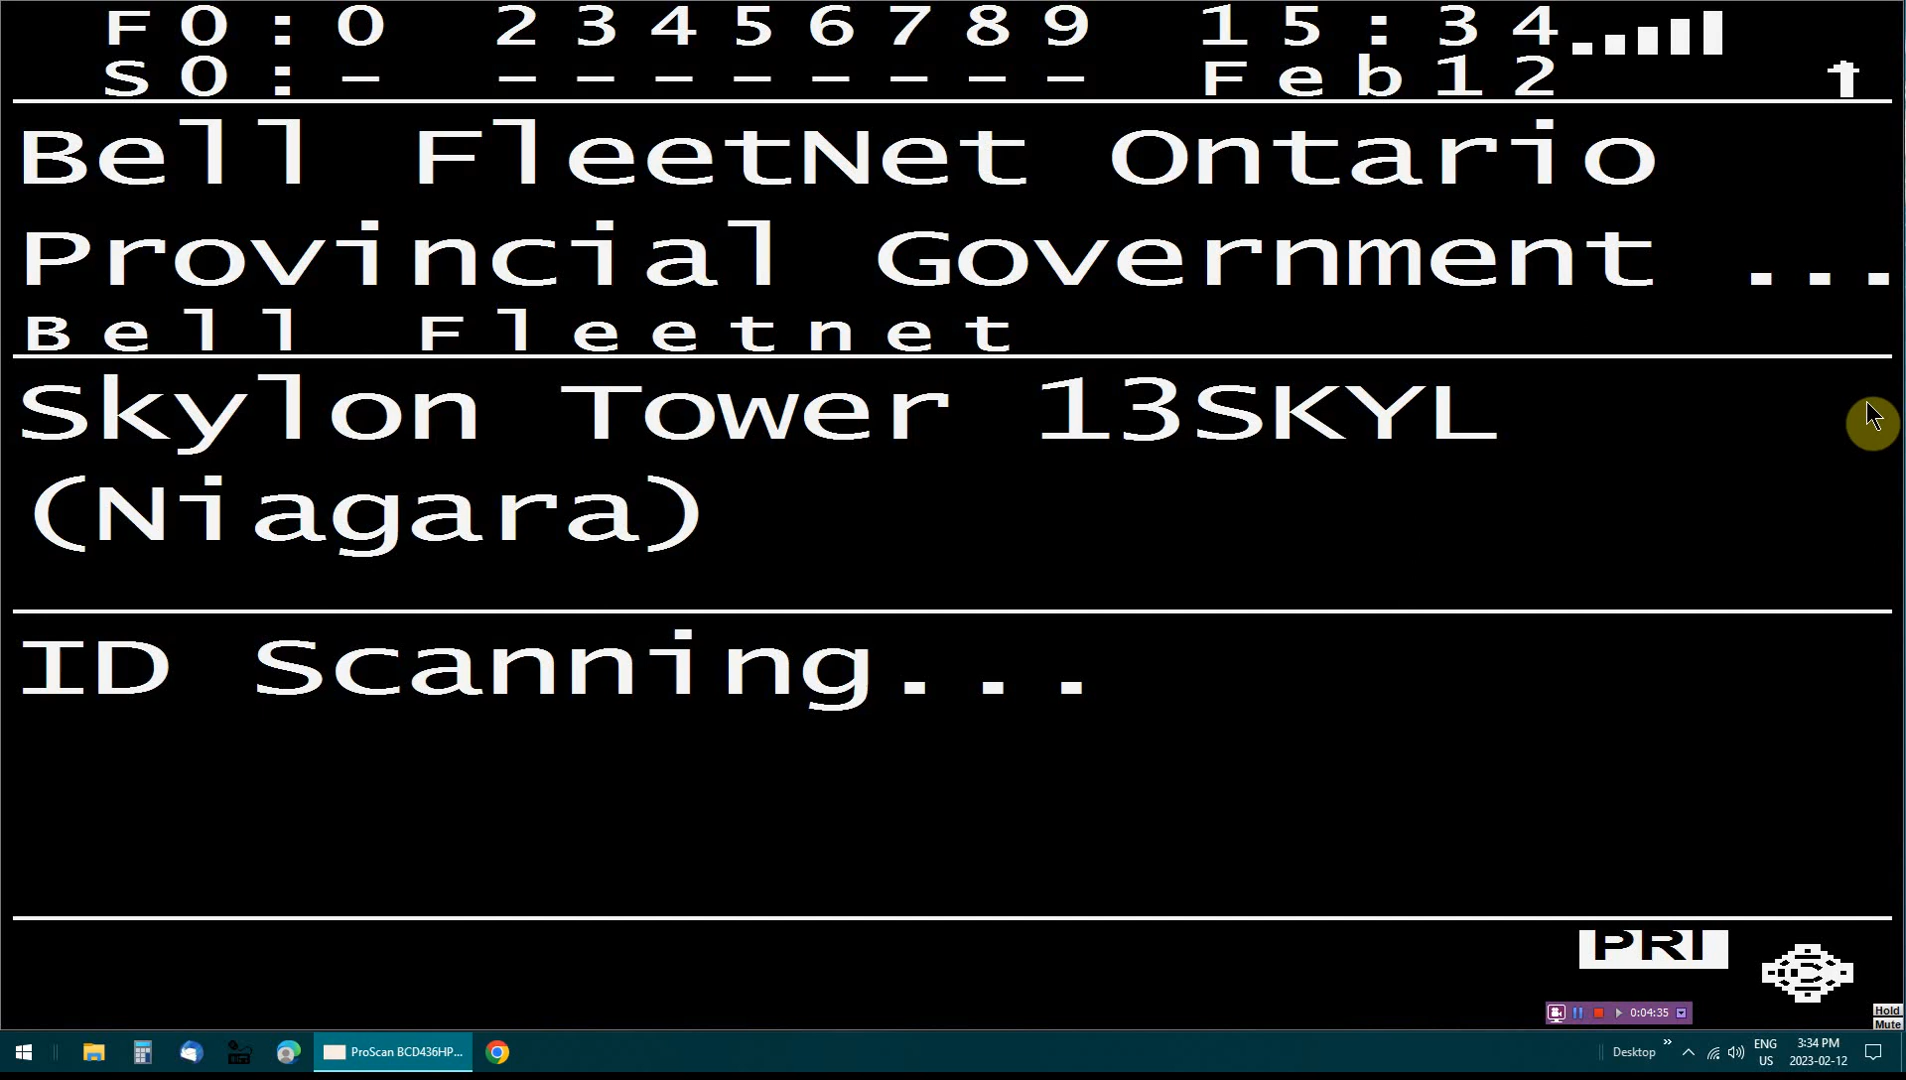 F0:0 23456789 15:34
S0:- -------- Feb12
Bell FleetNet Ontario
Provincial Government ...
Bell Fleetnet
Skylon Tower 13SKYL
(Niagara)
ID Scanning...
PRI
0:04:35
Hold
Mute
ProScan BCD436HP...
Desktop
ENG
US
3:34 PM
2023-02-12